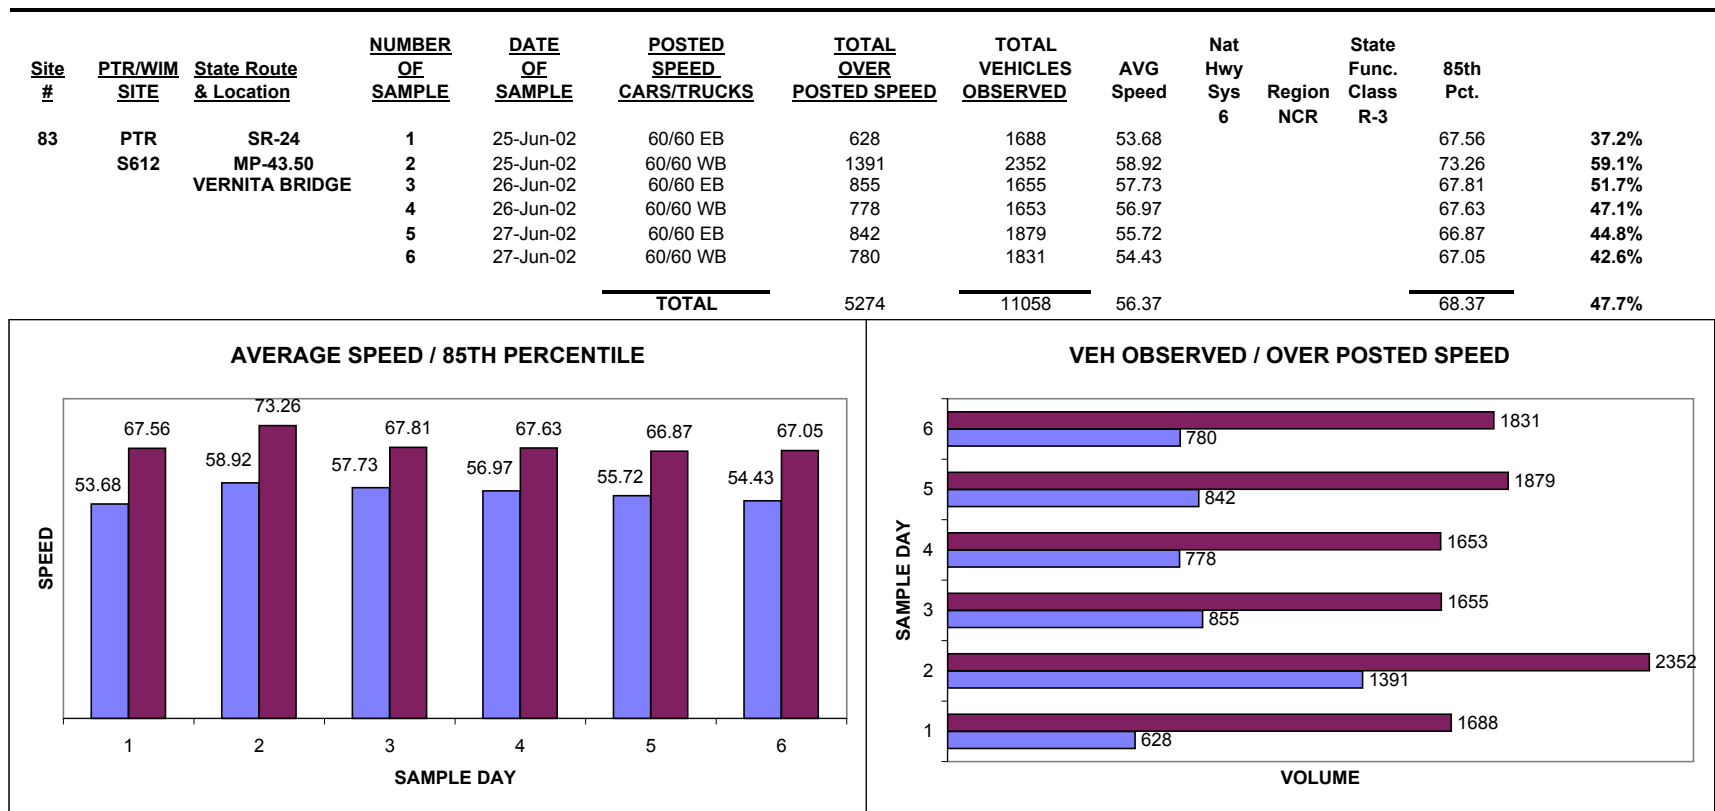 NUMBER DATE POSTED TOTAL TOTAL Nat State
Site PTR/WIM State Route OF OF SPEED OVER VEHICLES AVG Hwy Func. 85th
# SITE & Location SAMPLE SAMPLE CARS/TRUCKS POSTED SPEED OBSERVED Speed Sys Region Class Pct.
6 NCR R-3
83 PTR SR-24 1 25-Jun-02 60/60 EB 628 1688 53.68 67.56 37.2%
S612 MP-43.50 2 25-Jun-02 60/60 WB 1391 2352 58.92 73.26 59.1%
VERNITA BRIDGE 3 26-Jun-02 60/60 EB 855 1655 57.73 67.81 51.7%
4 26-Jun-02 60/60 WB 778 1653 56.97 67.63 47.1%
5 27-Jun-02 60/60 EB 842 1879 55.72 66.87 44.8%
6 27-Jun-02 60/60 WB 780 1831 54.43 67.05 42.6%
TOTAL 5274 11058 56.37 68.37 47.7%
AVERAGE SPEED / 85TH PERCENTILE
73.26
67.56 67.81 67.63 66.87 67.05
53.68 58.92 57.73 56.97 55.72 54.43
SPEED
1 2 3 4 5 6
SAMPLE DAY
VEH OBSERVED / OVER POSTED SPEED
SAMPLE DAY
6 1831
780
5 1879
842
4 1653
778
3 1655
855
2 2352
1391
1 1688
628
VOLUME